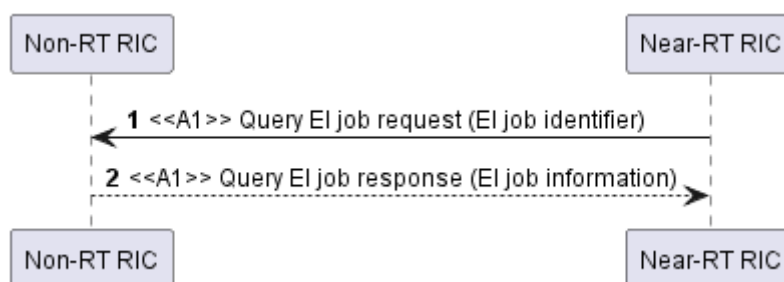 Non-RT RIC
Near-RT RIC
1 <<A1>> Query EI job request (EI job identifier)
2 <<A1>> Query EI job response (EI job information)
Non-RT RIC
Near-RT RIC